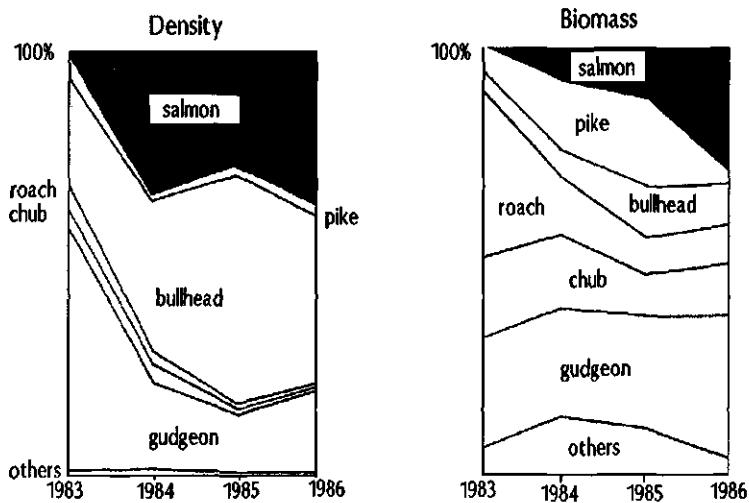 Density
100%
salmon
roach
chub
pike
bullhead
gudgeon
others
1983 1984 1985 1986
Biomass
100%
salmon
pike
bullhead
roach
chub
gudgeon
others
1983 1984 1985 1986